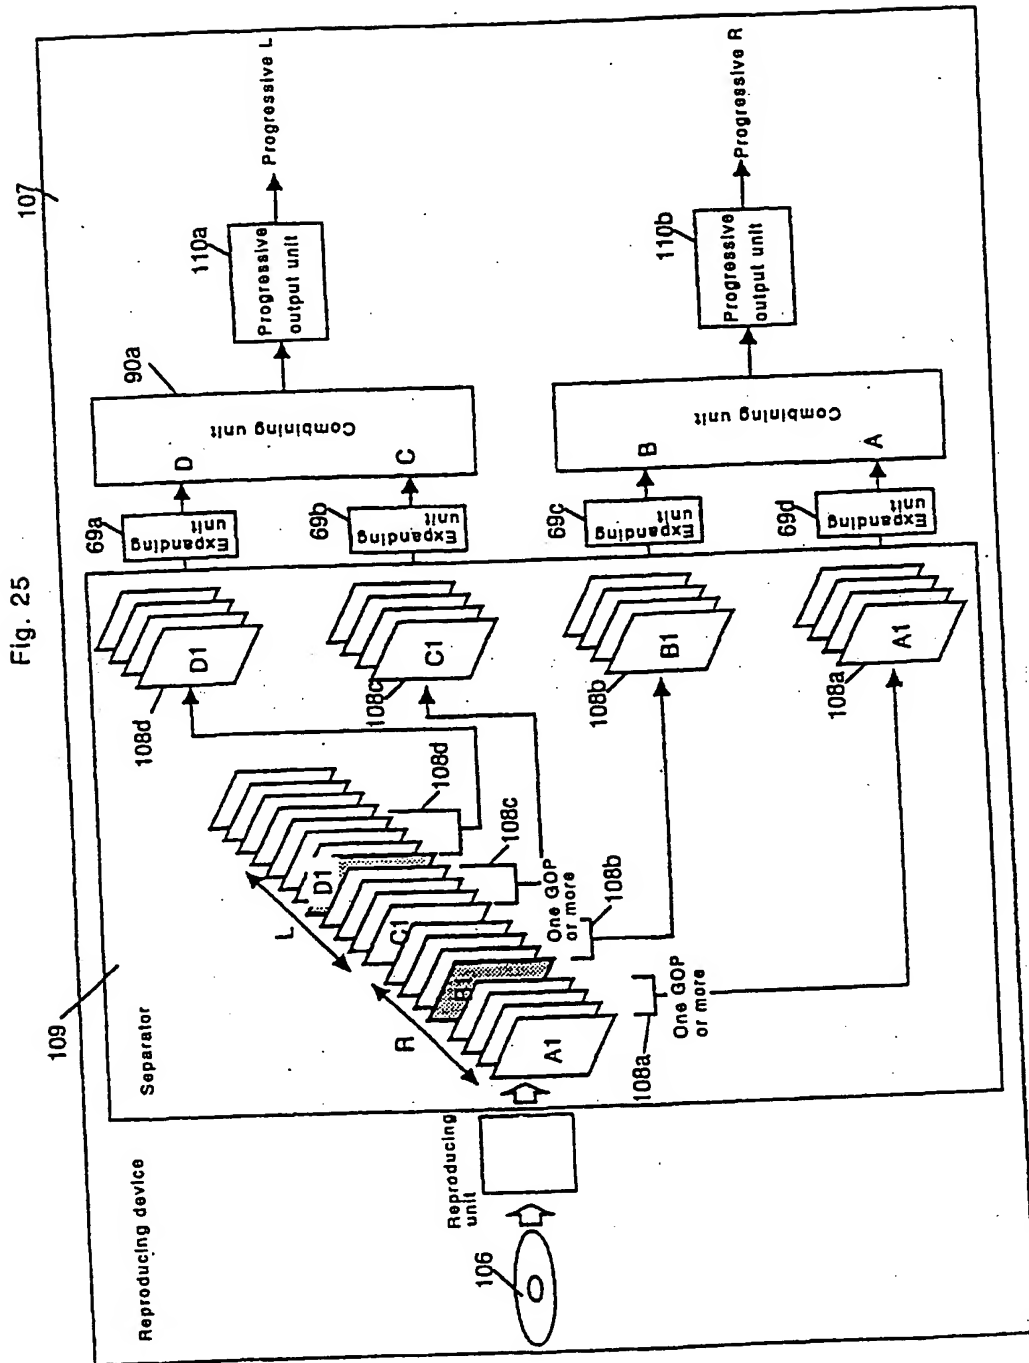 Fig. 25
107
Reproducing device
109
Separator
106
Reproducing
unit
A1
C1
D1
R
L
108a
One GOP
or more
108b
One GOP
or more
108c
108d
D1
108d
C1
108c
B1
108b
A1
108a
69a
Expanding
unit
69b
Expanding
unit
69c
Expanding
unit
69d
Expanding
unit
90a
D
C
Combining
unit
B
A
Combining
unit
110a
Progressive
output unit
Progressive L
110b
Progressive
output unit
Progressive R